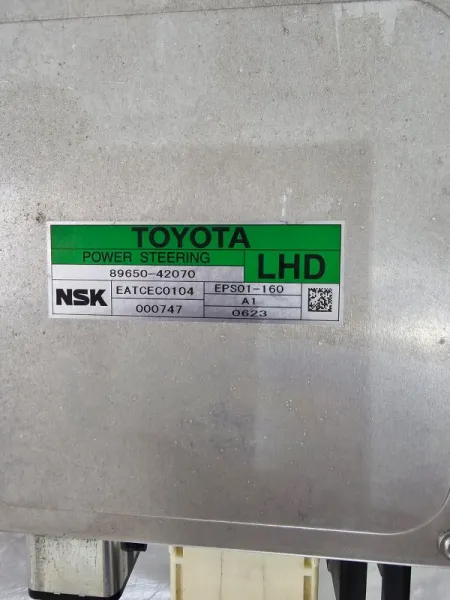 TOYOTA
POWER STEERING
89650-42070
LHD
NSK
EATCEC0104
EPS01-160
A1
000747
0623